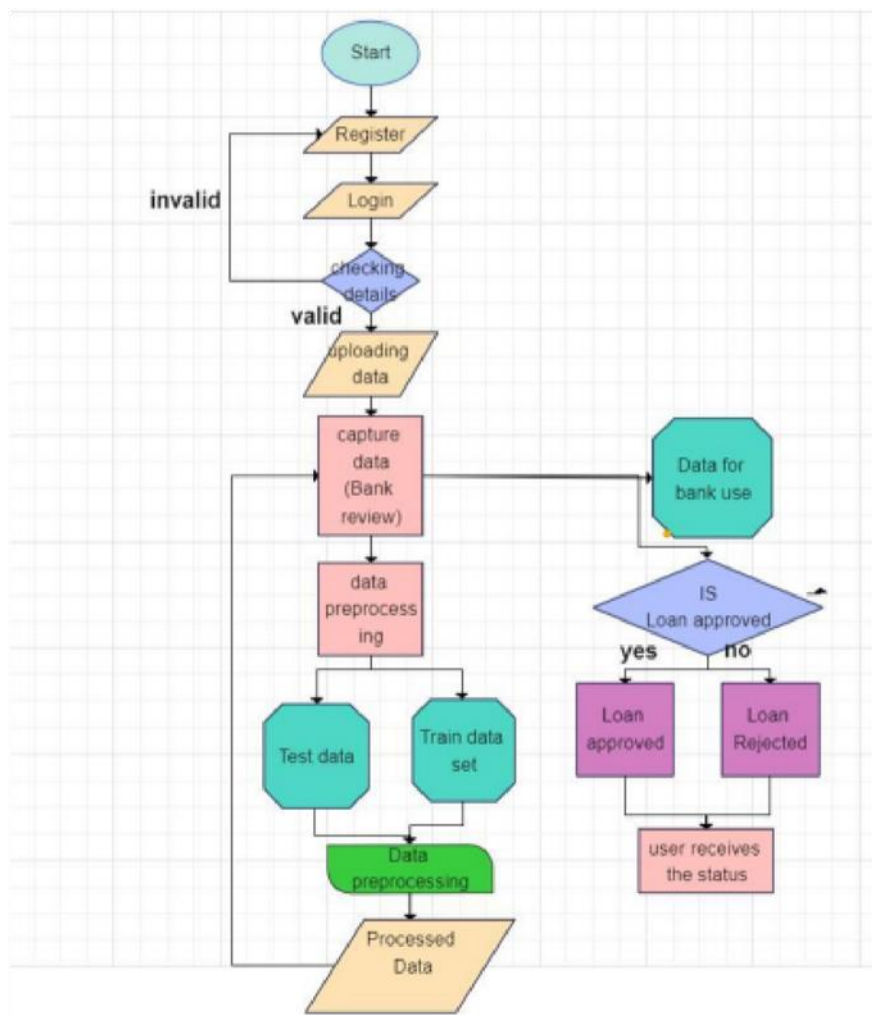 Start
Register
invalid
Login
checking
details
valid
uploading
data
capture
data
(Bank
review)
Data for
bank use
data
preprocess
ing
IS
Loan approved
yes
no
Test data
Train data
set
Loan
approved
Loan
Rejected
Data
preprocessing
user receives
the status
Processed
Data